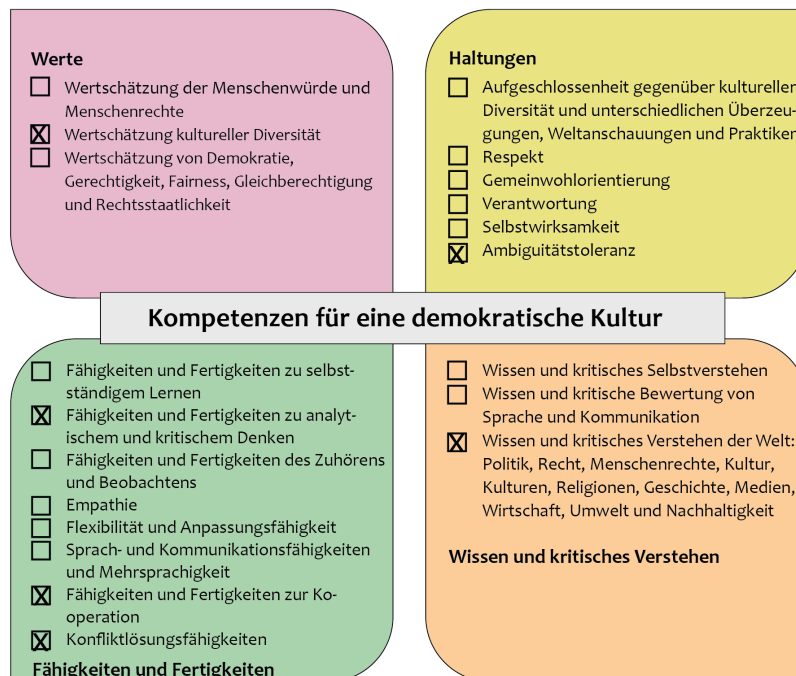 Werte
Wertschätzung der Menschenwürde und
Menschenrechte
Wertschätzung kultureller Diversität
Wertschätzung von Demokratie,
Gerechtigkeit, Fairness, Gleichberechtigung
und Rechtsstaatlichkeit
Haltungen
Aufgeschlossenheit gegenüber kultureller
Diversität und unterschiedlichen Überzeu-
gungen, Weltanschauungen und Praktiken
Respekt
Gemeinwohlorientierung
Verantwortung
Selbstwirksamkeit
Ambiguitätstoleranz
Kompetenzen für eine demokratische Kultur
Fähigkeiten und Fertigkeiten zu selbst-
ständigem Lernen
Fähigkeiten und Fertigkeiten zu analyt-
ischem und kritischem Denken
Fähigkeiten und Fertigkeiten des Zuhörens
und Beobachtens
Empathie
Flexibilität und Anpassungsfähigkeit
Sprach- und Kommunikationsfähigkeiten
und Mehrsprachigkeit
Fähigkeiten und Fertigkeiten zur Ko-
operation
Konfliktlösungsfähigkeiten
Fähigkeiten und Fertigkeiten
Wissen und kritisches Selbstverstehen
Wissen und kritische Bewertung von
Sprache und Kommunikation
Wissen und kritisches Verstehen der Welt:
Politik, Recht, Menschenrechte, Kultur,
Kulturen, Religionen, Geschichte, Medien,
Wirtschaft, Umwelt und Nachhaltigkeit
Wissen und kritisches Verstehen